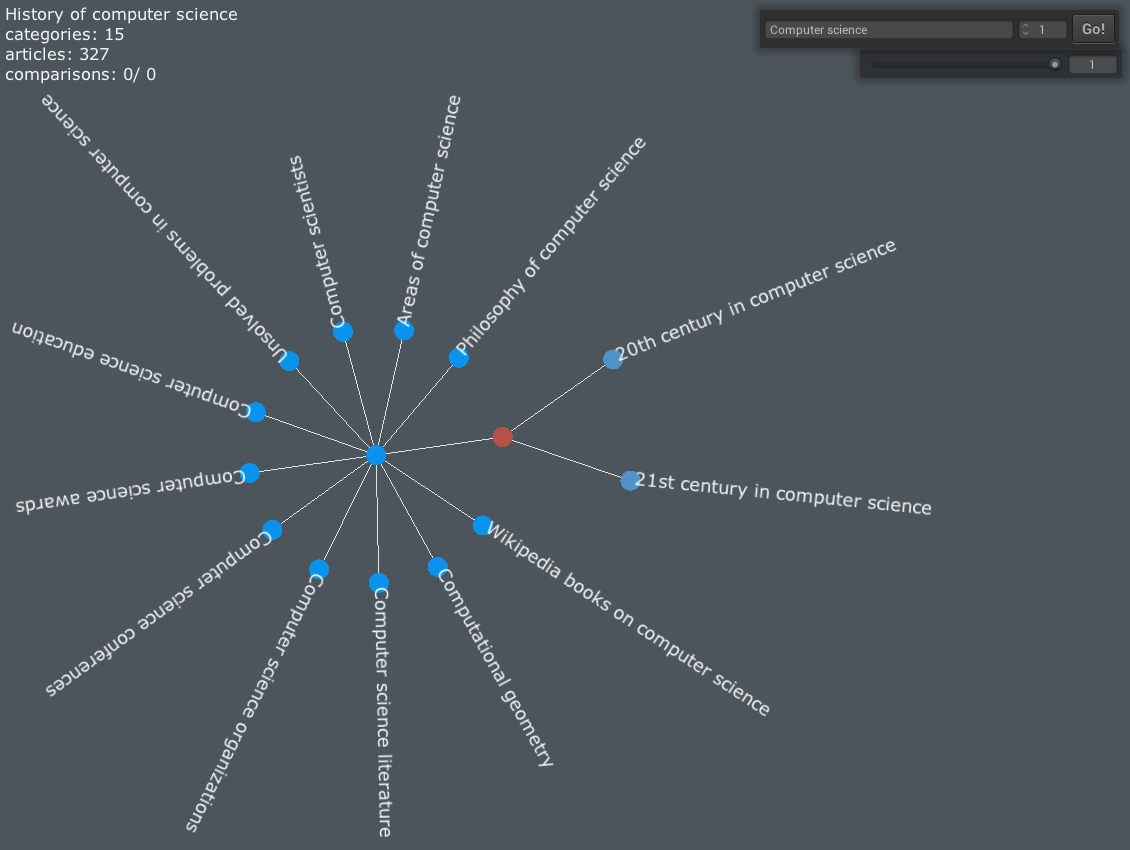 History of computer science
categories: 15
articles: 327
comparisons: 0/ 0
Computer science
1
Go!
1
Unsolved problems in computer science
Computer scientists
Areas of computer science
Philosophy of computer science
20th century in computer science
21st century in computer science
Computer science education
Computer science awards
Computer science conferences
Computer science organizations
Computer science literature
Computational geometry
Wikipedia books on computer science